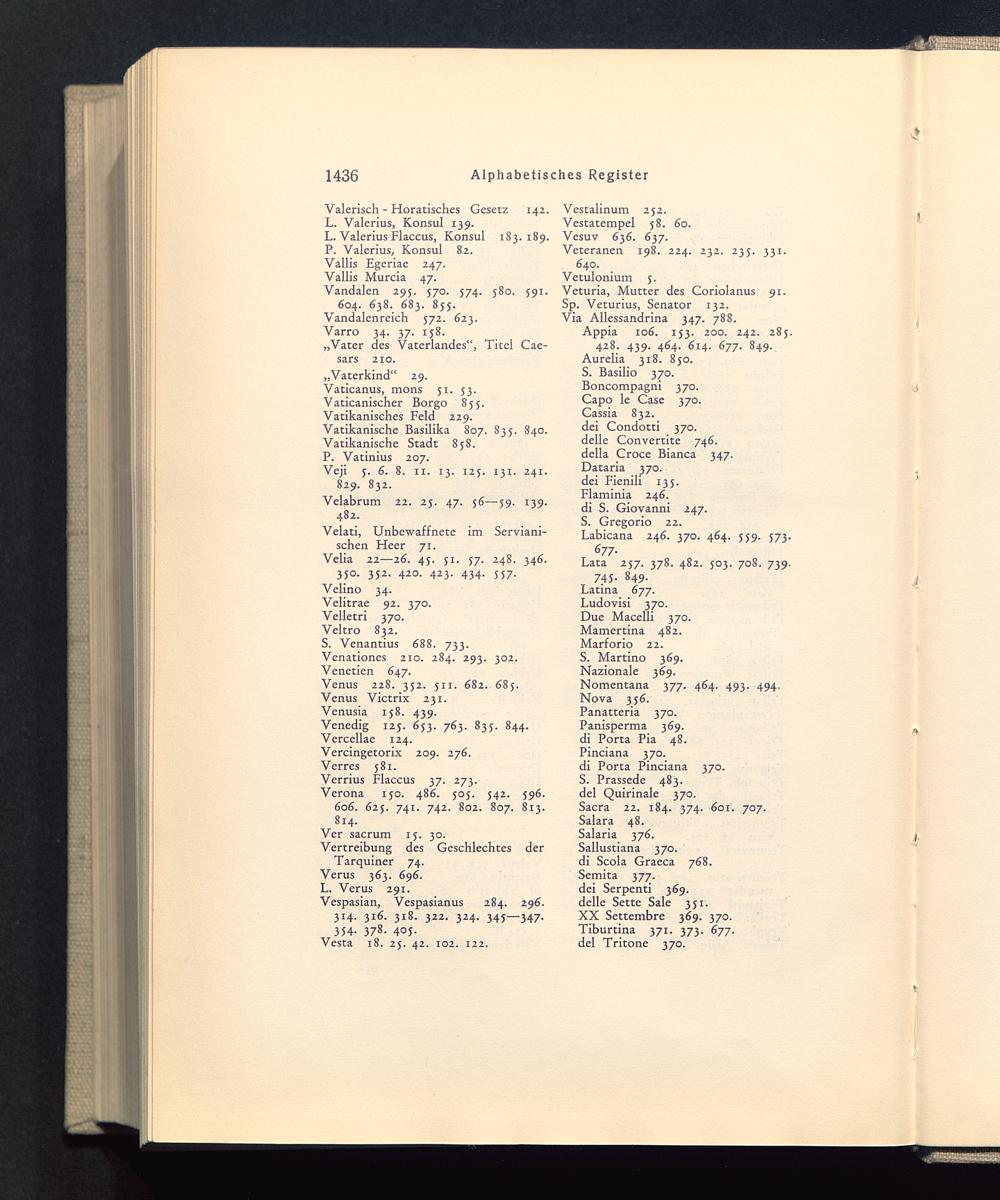 1436
Alphabetisches Register
Valerisch-Horatisches Gesetz 142.
L. Valerius, Konsul 139.
L. Valerius Flaccus, Konsul 183. 189.
P. Valerius, Konsul 82.
Vallis Egeriae 247.
Vallis Murcia 47.
Vandalen 295. 570. 574. 580. 591.
604. 638. 683. 855.
Vandalenreich 572. 623.
Varro 34. 37. 158.
„Vater des Vaterlandes“, Titel Cae-
sars 210.
„Vaterkind“ 29.
Vaticanus, mons 51. 53.
Vaticanischer Borgo 855.
Vatikanisches Feld 229.
Vatikanische Basilika 807. 835. 840.
Vatikanische Stadt 858.
P. Vatinius 207.
Veji 5. 6. 8. 11. 13. 125. 131. 241.
829. 832.
Velabrum 22. 25. 47. 56—59. 139.
482.
Velati, Unbewaffnete im Serviani-
schen Heer 71.
Velia 22—26. 45. 51. 57. 248. 346.
350. 352. 420. 423. 434. 557.
Velino 34.
Velitrae 92. 370.
Velletri 370.
Veltro 832.
S. Venantius 688. 733.
Venationes 210. 284. 293. 302.
Venetien 647.
Venus 228. 352. 511. 682. 685.
Venus Victrix 231.
Venusia 158. 439.
Venedig 125. 653. 763. 835. 844.
Vercellae 124.
Vercingetorix 209. 276.
Verres 581.
Verrius Flaccus 37. 273.
Verona 150. 486. 505. 542. 596.
606. 625. 741. 742. 802. 807. 813.
814.
Ver sacrum 15. 30.
Vertreibung des Geschlechtes der
Tarquiner 74.
Verus 363. 696.
L. Verus 291.
Vespasian, Vespasianus 284. 296.
314. 316. 318. 322. 324. 345—347.
354. 378. 405.
Vesta 18. 25. 42. 102. 122.
Vestalinum 252.
Vestatempel 58. 60.
Vesuv 636. 637.
Veteranen 198. 224. 232. 235. 331.
640.
Vetulonium 5.
Veturia, Mutter des Coriolanus 91.
Sp. Veturius, Senator 132.
Via Allessandrina 347. 788.
Appia 106. 153. 200. 242. 285.
428. 439. 464. 614. 677. 849.
Aurelia 318. 850.
S. Basilio 370.
Boncompagni 370.
Capo le Case 370.
Cassia 832.
dei Condotti 370.
delle Convertite 746.
della Croce Bianca 347.
Dataria 370.
dei Fienili 135.
Flaminia 246.
di S. Giovanni 247.
S. Gregorio 22.
Labicana 246. 370. 464. 559. 573.
677.
Lata 257. 378. 482. 503. 708. 739.
745. 849.
Latina 677.
Ludovisi 370.
Due Macelli 370.
Mamertina 482.
Marforio 22.
S. Martino 369.
Nazionale 369.
Nomentana 377. 464. 493. 494.
Nova 356.
Panatteria 370.
Panisperma 369.
di Porta Pia 48.
Pinciana 370.
di Porta Pinciana 370.
S. Prassede 483.
del Quirinale 370.
Sacra 22. 184. 374. 601. 707.
Salara 48.
Salaria 376.
Sallustiana 370.
di Scola Graeca 768.
Semita 377.
dei Serpenti 369.
delle Sette Sale 351.
XX Settembre 369. 370.
Tiburtina 371. 373. 677.
del Tritone 370.